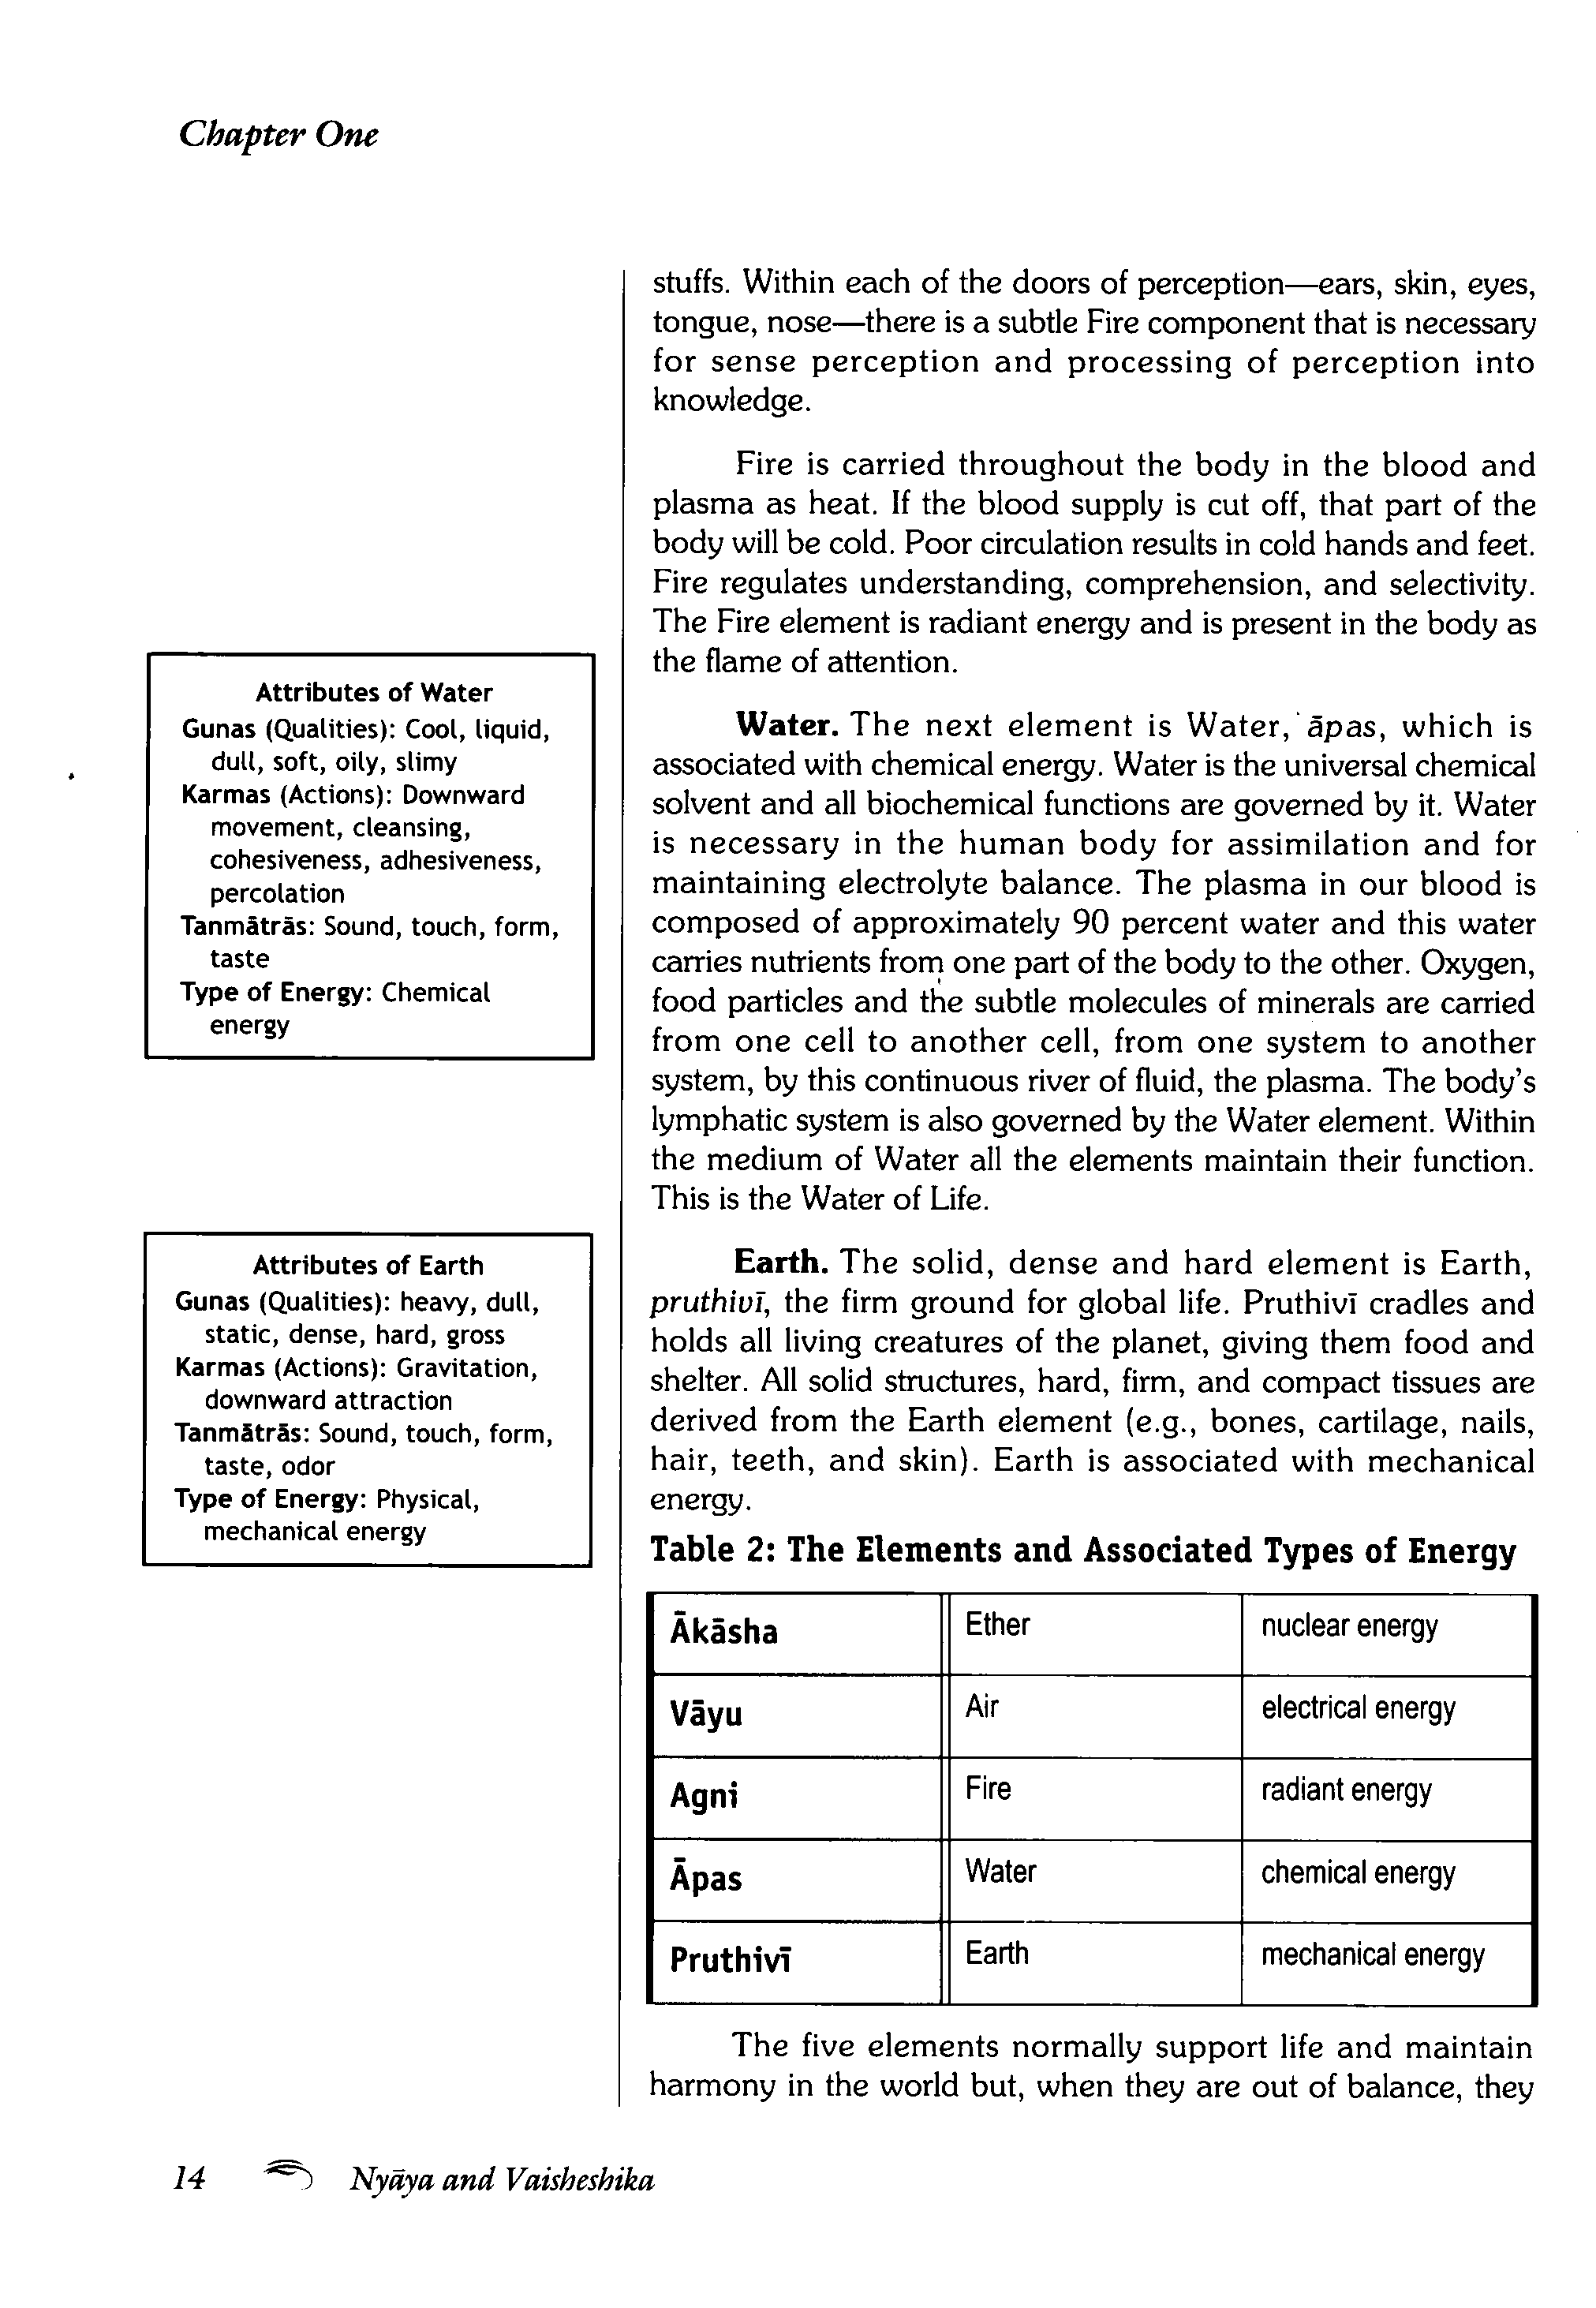 Chapter One
stuffs. Within each of the doors of perception—ears, skin, eyes,
tongue, nose—there is a subtle Fire component that is necessary
for sense perception and processing of perception into
knowledge.
Fire is carried throughout the body in the blood and
plasma as heat. If the blood supply is cut off, that part of the
body will be cold. Poor circulation results in cold hands and feet.
Fire regulates understanding, comprehension, and selectivity.
The Fire element is radiant energy and is present in the body as
the flame of attention.
Attributes of Water
Gunas (Qualities): Cool, liquid,
dull, soft, oily, slimy
Karmas (Actions): Downward
movement, cleansing,
cohesiveness, adhesiveness,
percolation
Tanmātrās: Sound, touch, form,
taste
Type of Energy: Chemical
energy
Water. The next element is Water, āpas, which is
associated with chemical energy. Water is the universal chemical
solvent and all biochemical functions are governed by it. Water
is necessary in the human body for assimilation and for
maintaining electrolyte balance. The plasma in our blood is
composed of approximately 90 percent water and this water
carries nutrients from one part of the body to the other. Oxygen,
food particles and the subtle molecules of minerals are carried
from one cell to another cell, from one system to another
system, by this continuous river of fluid, the plasma. The body's
lymphatic system is also governed by the Water element. Within
the medium of Water all the elements maintain their function.
This is the Water of Life.
Attributes of Earth
Gunas (Qualities): heavy, dull,
static, dense, hard, gross
Karmas (Actions): Gravitation,
downward attraction
Tanmātrās: Sound, touch, form,
taste, odor
Type of Energy: Physical,
mechanical energy
Earth. The solid, dense and hard element is Earth,
pruthivī, the firm ground for global life. Pruthivī cradles and
holds all living creatures of the planet, giving them food and
shelter. All solid structures, hard, firm, and compact tissues are
derived from the Earth element (e.g., bones, cartilage, nails,
hair, teeth, and skin). Earth is associated with mechanical
energy.
Table 2: The Elements and Associated Types of Energy
Ākāsha Ether nuclear energy
Vāyu Air electrical energy
Agni Fire radiant energy
Āpas Water chemical energy
Pruthivī Earth mechanical energy
The five elements normally support life and maintain
harmony in the world but, when they are out of balance, they
14 Nyāya and Vaisheshika